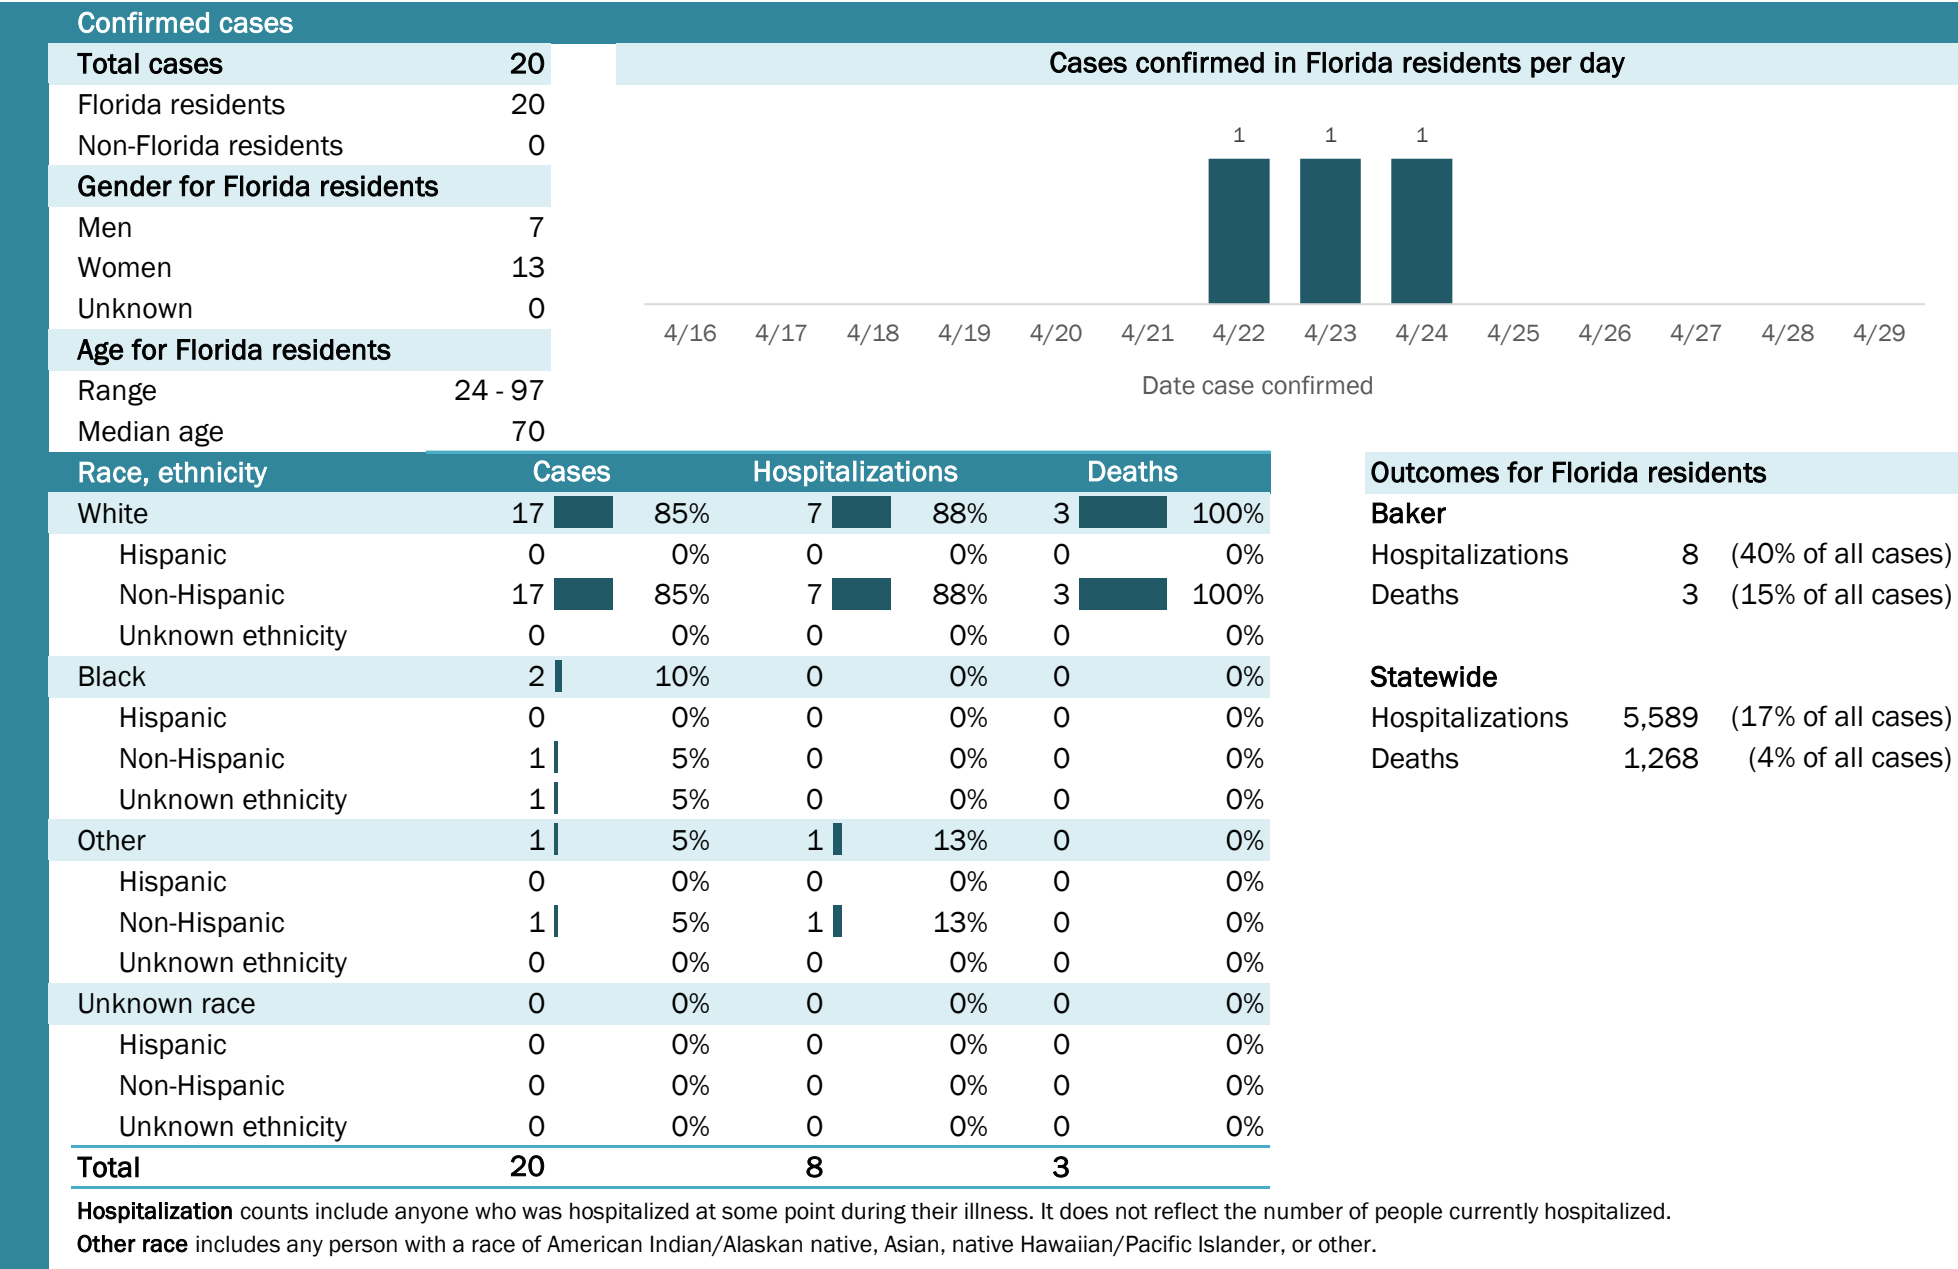 Confirmed cases
Total cases 20
Florida residents 20
Non-Florida residents 0
Gender for Florida residents
Men 7
Women 13
Unknown 0
Age for Florida residents
Range 24 - 97
Median age 70
Cases confirmed in Florida residents per day
1 1 1
4/16 4/17 4/18 4/19 4/20 4/21 4/22 4/23 4/24 4/25 4/26 4/27 4/28 4/29
Date case confirmed
Race, ethnicity Cases Hospitalizations Deaths
White 17 85% 7 88% 3 100%
Hispanic 0 0% 0 0% 0 0%
Non-Hispanic 17 85% 7 88% 3 100%
Unknown ethnicity 0 0% 0 0% 0 0%
Black 2 10% 0 0% 0 0%
Hispanic 0 0% 0 0% 0 0%
Non-Hispanic 1 5% 0 0% 0 0%
Unknown ethnicity 1 5% 0 0% 0 0%
Other 1 5% 1 13% 0 0%
Hispanic 0 0% 0 0% 0 0%
Non-Hispanic 1 5% 1 13% 0 0%
Unknown ethnicity 0 0% 0 0% 0 0%
Unknown race 0 0% 0 0% 0 0%
Hispanic 0 0% 0 0% 0 0%
Non-Hispanic 0 0% 0 0% 0 0%
Unknown ethnicity 0 0% 0 0% 0 0%
Total 20 8 3
Outcomes for Florida residents
Baker
Hospitalizations 8 (40% of all cases)
Deaths 3 (15% of all cases)
Statewide
Hospitalizations 5,589 (17% of all cases)
Deaths 1,268 (4% of all cases)
Hospitalization counts include anyone who was hospitalized at some point during their illness. It does not reflect the number of people currently hospitalized.
Other race includes any person with a race of American Indian/Alaskan native, Asian, native Hawaiian/Pacific Islander, or other.